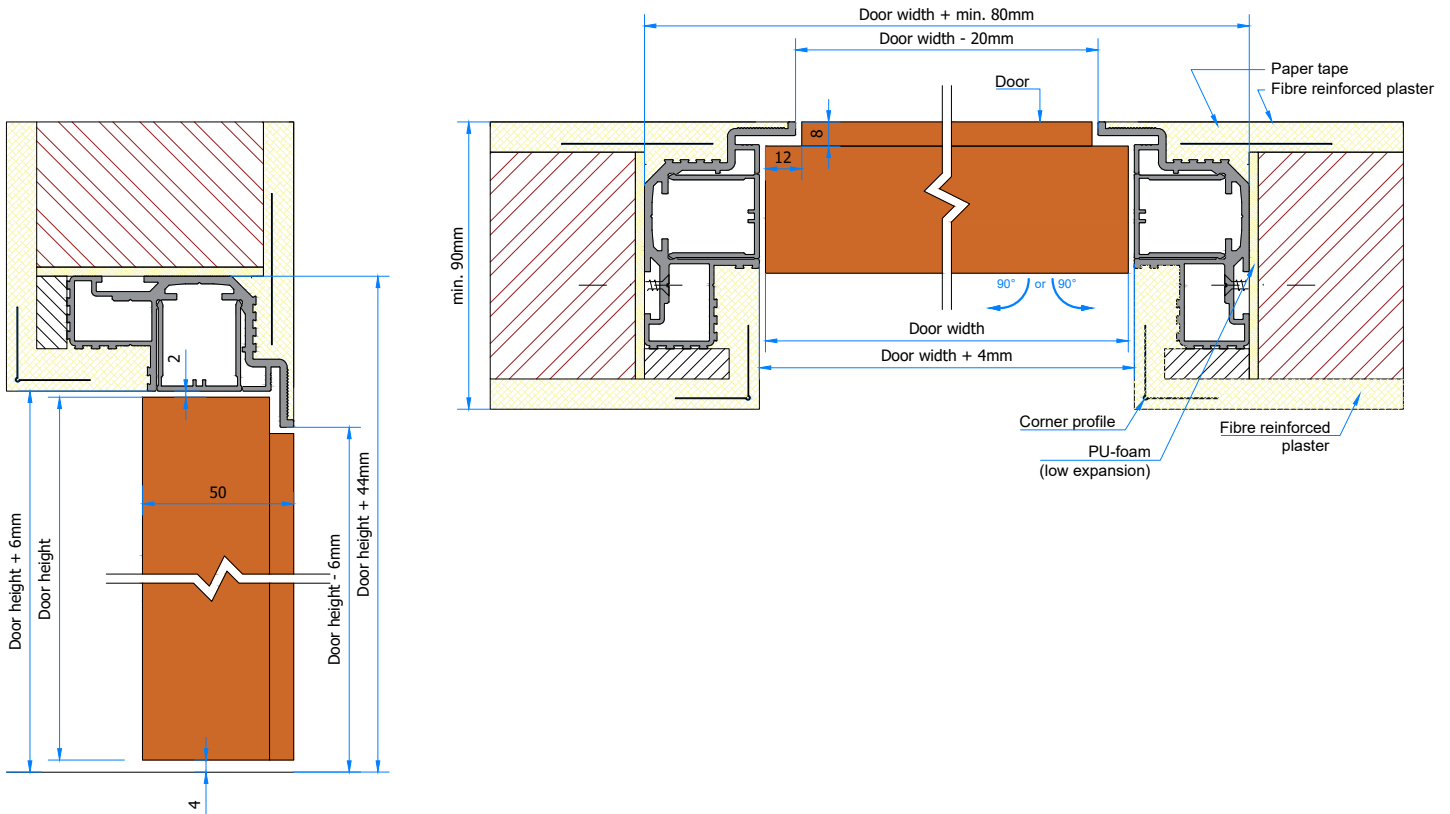 Door width + min. 80mm
Door width - 20mm
Door
Paper tape
Fibre reinforced plaster
8
12
min. 90mm
90° or 90°
Door width
Door width + 4mm
Corner profile
PU-foam
(low expansion)
Fibre reinforced
plaster
2
50
Door height + 6mm
Door height
Door height - 6mm
Door height + 44mm
4